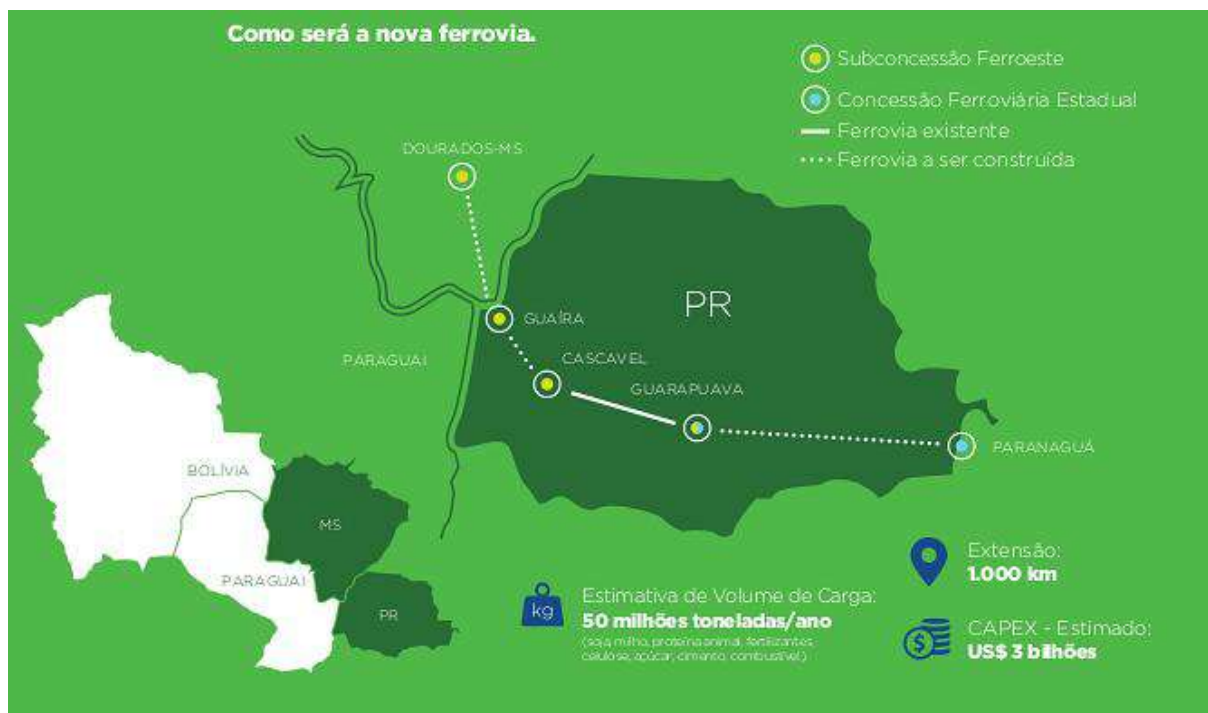 Como será a nova ferrovia.
Subconcessão Ferroeste
Concessão Ferroviária Estadual
Ferrovia existente
Ferrovia a ser construída
DOURADOS-MS
PR
GUAÍRA
PARAGUAI
CASCAVEL
GUARAPUAVA
PARANAGUÁ
BOLÍVIA
MS
PARAGUAI
PR
kg
Estimativa de Volume de Carga:
50 milhões toneladas/ano
(soja, milho, proteína animal, fertilizantes,
celulose, açúcar, cimento, combustível)
Extensão:
1.000 km
$
CAPEX - Estimado:
US$ 3 bilhões